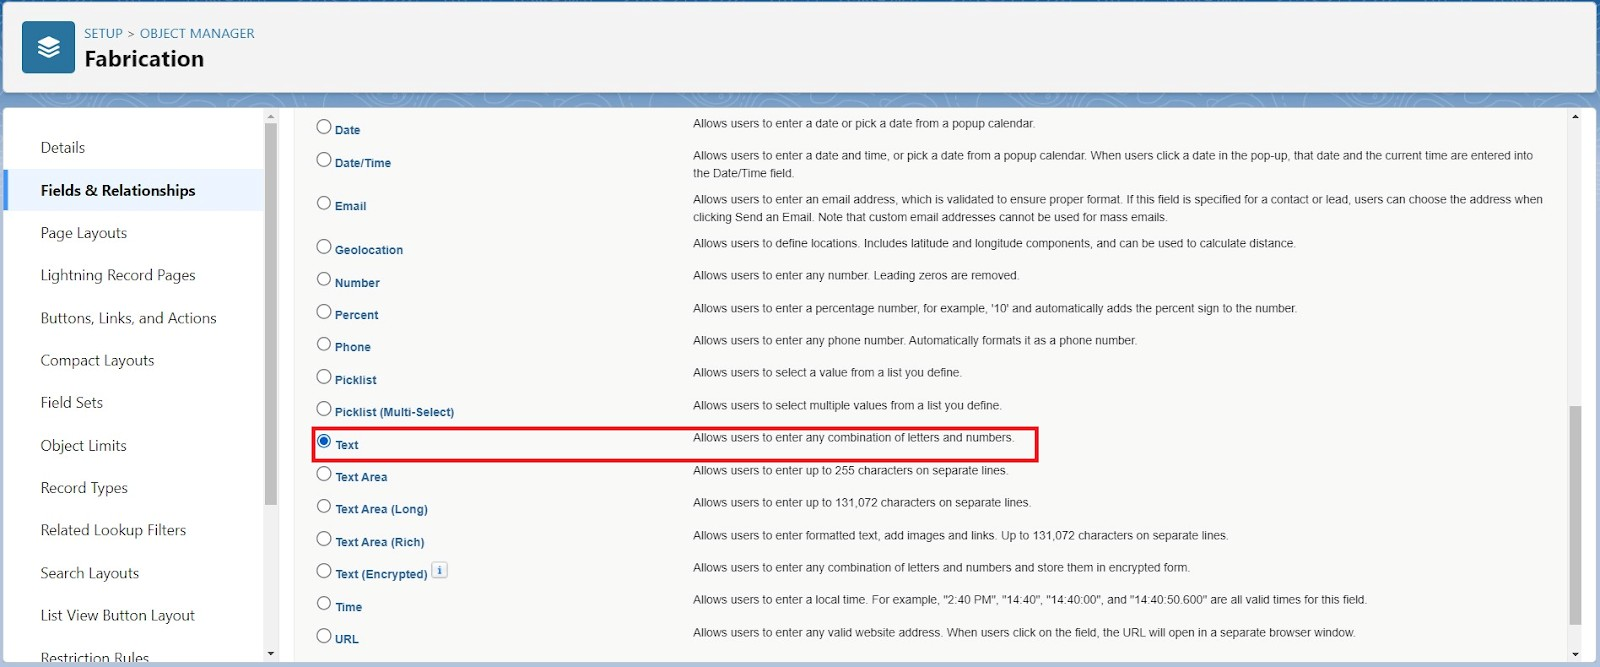 SETUP > OBJECT MANAGER
Fabrication
Details
Fields & Relationships
Page Layouts
Lightning Record Pages
Buttons, Links, and Actions
Compact Layouts
Field Sets
Object Limits
Record Types
Related Lookup Filters
Search Layouts
List View Button Layout
Restriction Rules
Date Allows users to enter a date or pick a date from a popup calendar.
Date/Time Allows users to enter a date and time, or pick a date from a popup calendar. When users click a date in the pop-up, that date and the current time are entered into
the Date/Time field.
Email Allows users to enter an email address, which is validated to ensure proper format. If this field is specified for a contact or lead, users can choose the address when
clicking Send an Email. Note that custom email addresses cannot be used for mass emails.
Geolocation Allows users to define locations. Includes latitude and longitude components, and can be used to calculate distance.
Number Allows users to enter any number. Leading zeros are removed.
Percent Allows users to enter a percentage number, for example, '10' and automatically adds the percent sign to the number.
Phone Allows users to enter any phone number. Automatically formats it as a phone number.
Picklist Allows users to select a value from a list you define.
Picklist (Multi-Select) Allows users to select multiple values from a list you define.
Text Allows users to enter any combination of letters and numbers.
Text Area Allows users to enter up to 255 characters on separate lines.
Text Area (Long) Allows users to enter up to 131,072 characters on separate lines.
Text Area (Rich) Allows users to enter formatted text, add images and links. Up to 131,072 characters on separate lines.
Text (Encrypted) i Allows users to enter any combination of letters and numbers and store them in encrypted form.
Time Allows users to enter a local time. For example, "2:40 PM", "14:40", "14:40:00", and "14:40:50.600" are all valid times for this field.
URL Allows users to enter any valid website address. When users click on the field, the URL will open in a separate browser window.